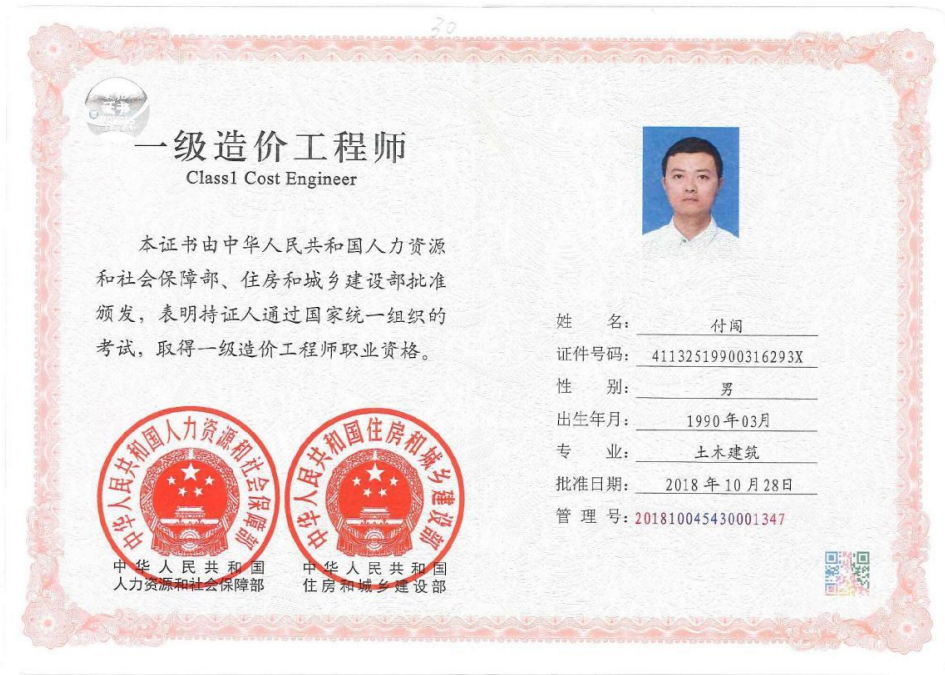 30
一级造价工程师
Class1 Cost Engineer
本证书由中华人民共和国人力资源
和社会保障部、住房和城乡建设部批准
颁发，表明持证人通过国家统一组织的
考试，取得一级造价工程师职业资格。
中华人民共和国人力资源和社会保障部
中华人民共和国住房和城乡建设部
中华人民共和国
人力资源和社会保障部
中华人民共和国
住房和城乡建设部
姓 名： 付闯
证件号码： 41132519900316293X
性 别： 男
出生年月： 1990年03月
专 业： 土木建筑
批准日期： 2018年10月28日
管 理 号：201810045430001347